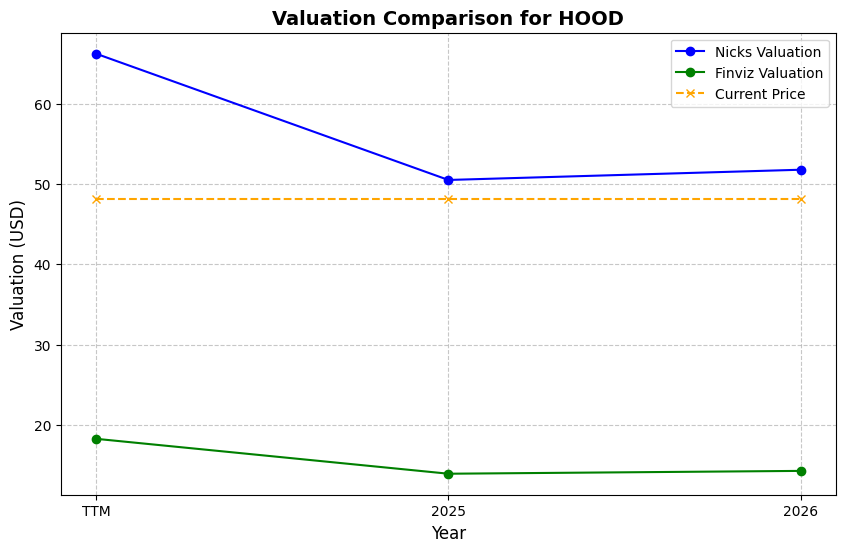 Valuation Comparison for HOOD
Nicks Valuation
Finviz Valuation
Current Price
Valuation (USD)
60
50
40
30
20
TTM
2025
2026
Year